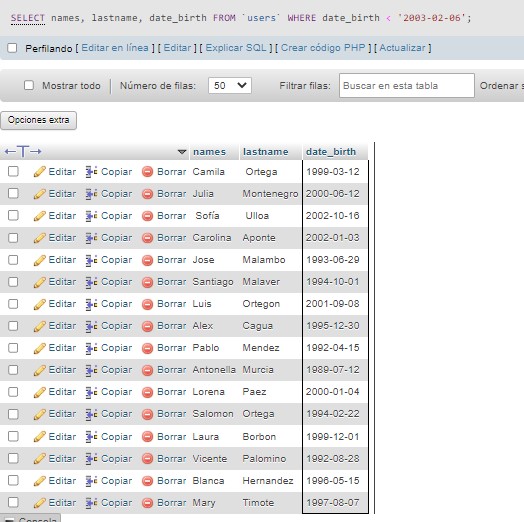 SELECT names, lastname, date_birth FROM `users` WHERE date_birth < '2003-02-06';
Perfilando [ Editar en línea ] [ Editar ] [ Explicar SQL ] [ Crear código PHP ] [ Actualizar ]
Mostrar todo Número de filas: 50 Filtrar filas: Buscar en esta tabla Ordenar s
Opciones extra
←T→ names lastname date_birth
Editar Copiar Borrar Camila Ortega 1999-03-12
Editar Copiar Borrar Julia Montenegro 2000-06-12
Editar Copiar Borrar Sofía Ulloa 2002-10-16
Editar Copiar Borrar Carolina Aponte 2002-01-03
Editar Copiar Borrar Jose Malambo 1993-06-29
Editar Copiar Borrar Santiago Malaver 1994-10-01
Editar Copiar Borrar Luis Ortegon 2001-09-08
Editar Copiar Borrar Alex Cagua 1995-12-30
Editar Copiar Borrar Pablo Mendez 1992-04-15
Editar Copiar Borrar Antonella Murcia 1989-07-12
Editar Copiar Borrar Lorena Paez 2000-01-04
Editar Copiar Borrar Salomon Ortega 1994-02-22
Editar Copiar Borrar Laura Borbon 1999-12-01
Editar Copiar Borrar Vicente Palomino 1992-08-28
Editar Copiar Borrar Blanca Hernandez 1996-05-15
Editar Copiar Borrar Mary Timote 1997-08-07
Consola